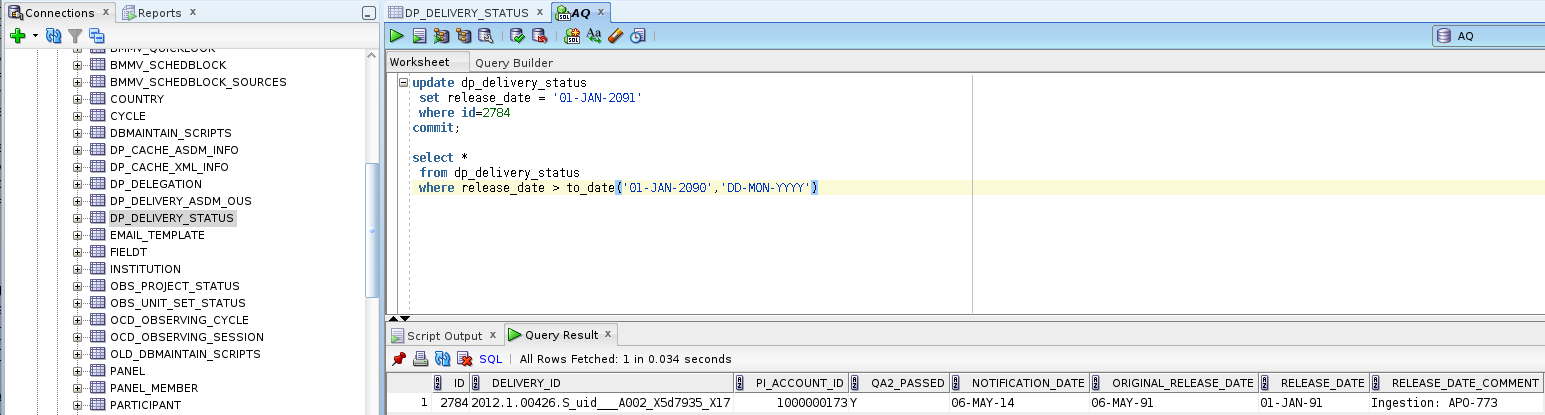 Connections x Reports x
BMMV_QUICKLOOK
BMMV_SCHEDBLOCK
BMMV_SCHEDBLOCK_SOURCES
COUNTRY
CYCLE
DBMAINTAIN_SCRIPTS
DP_CACHE_ASDM_INFO
DP_CACHE_XML_INFO
DP_DELEGATION
DP_DELIVERY_ASDM_OUS
DP_DELIVERY_STATUS
EMAIL_TEMPLATE
FIELDT
INSTITUTION
OBS_PROJECT_STATUS
OBS_UNIT_SET_STATUS
OCD_OBSERVING_CYCLE
OCD_OBSERVING_SESSION
OLD_DBMAINTAIN_SCRIPTS
PANEL
PANEL_MEMBER
PARTICIPANT
DP_DELIVERY_STATUS x AQ x
AQ
Worksheet Query Builder
update dp_delivery_status
set release_date = '01-JAN-2091'
where id=2784
commit;
select *
from dp_delivery_status
where release_date > to_date('01-JAN-2090','DD-MON-YYYY')
Script Output x Query Result x
SQL | All Rows Fetched: 1 in 0.034 seconds
ID DELIVERY_ID PI_ACCOUNT_ID QA2_PASSED NOTIFICATION_DATE ORIGINAL_RELEASE_DATE RELEASE_DATE RELEASE_DATE_COMMENT
1 2784 2012.1.00426.S_uid___A002_X5d7935_X17 1000000173 Y 06-MAY-14 06-MAY-91 01-JAN-91 Ingestion: APO-773